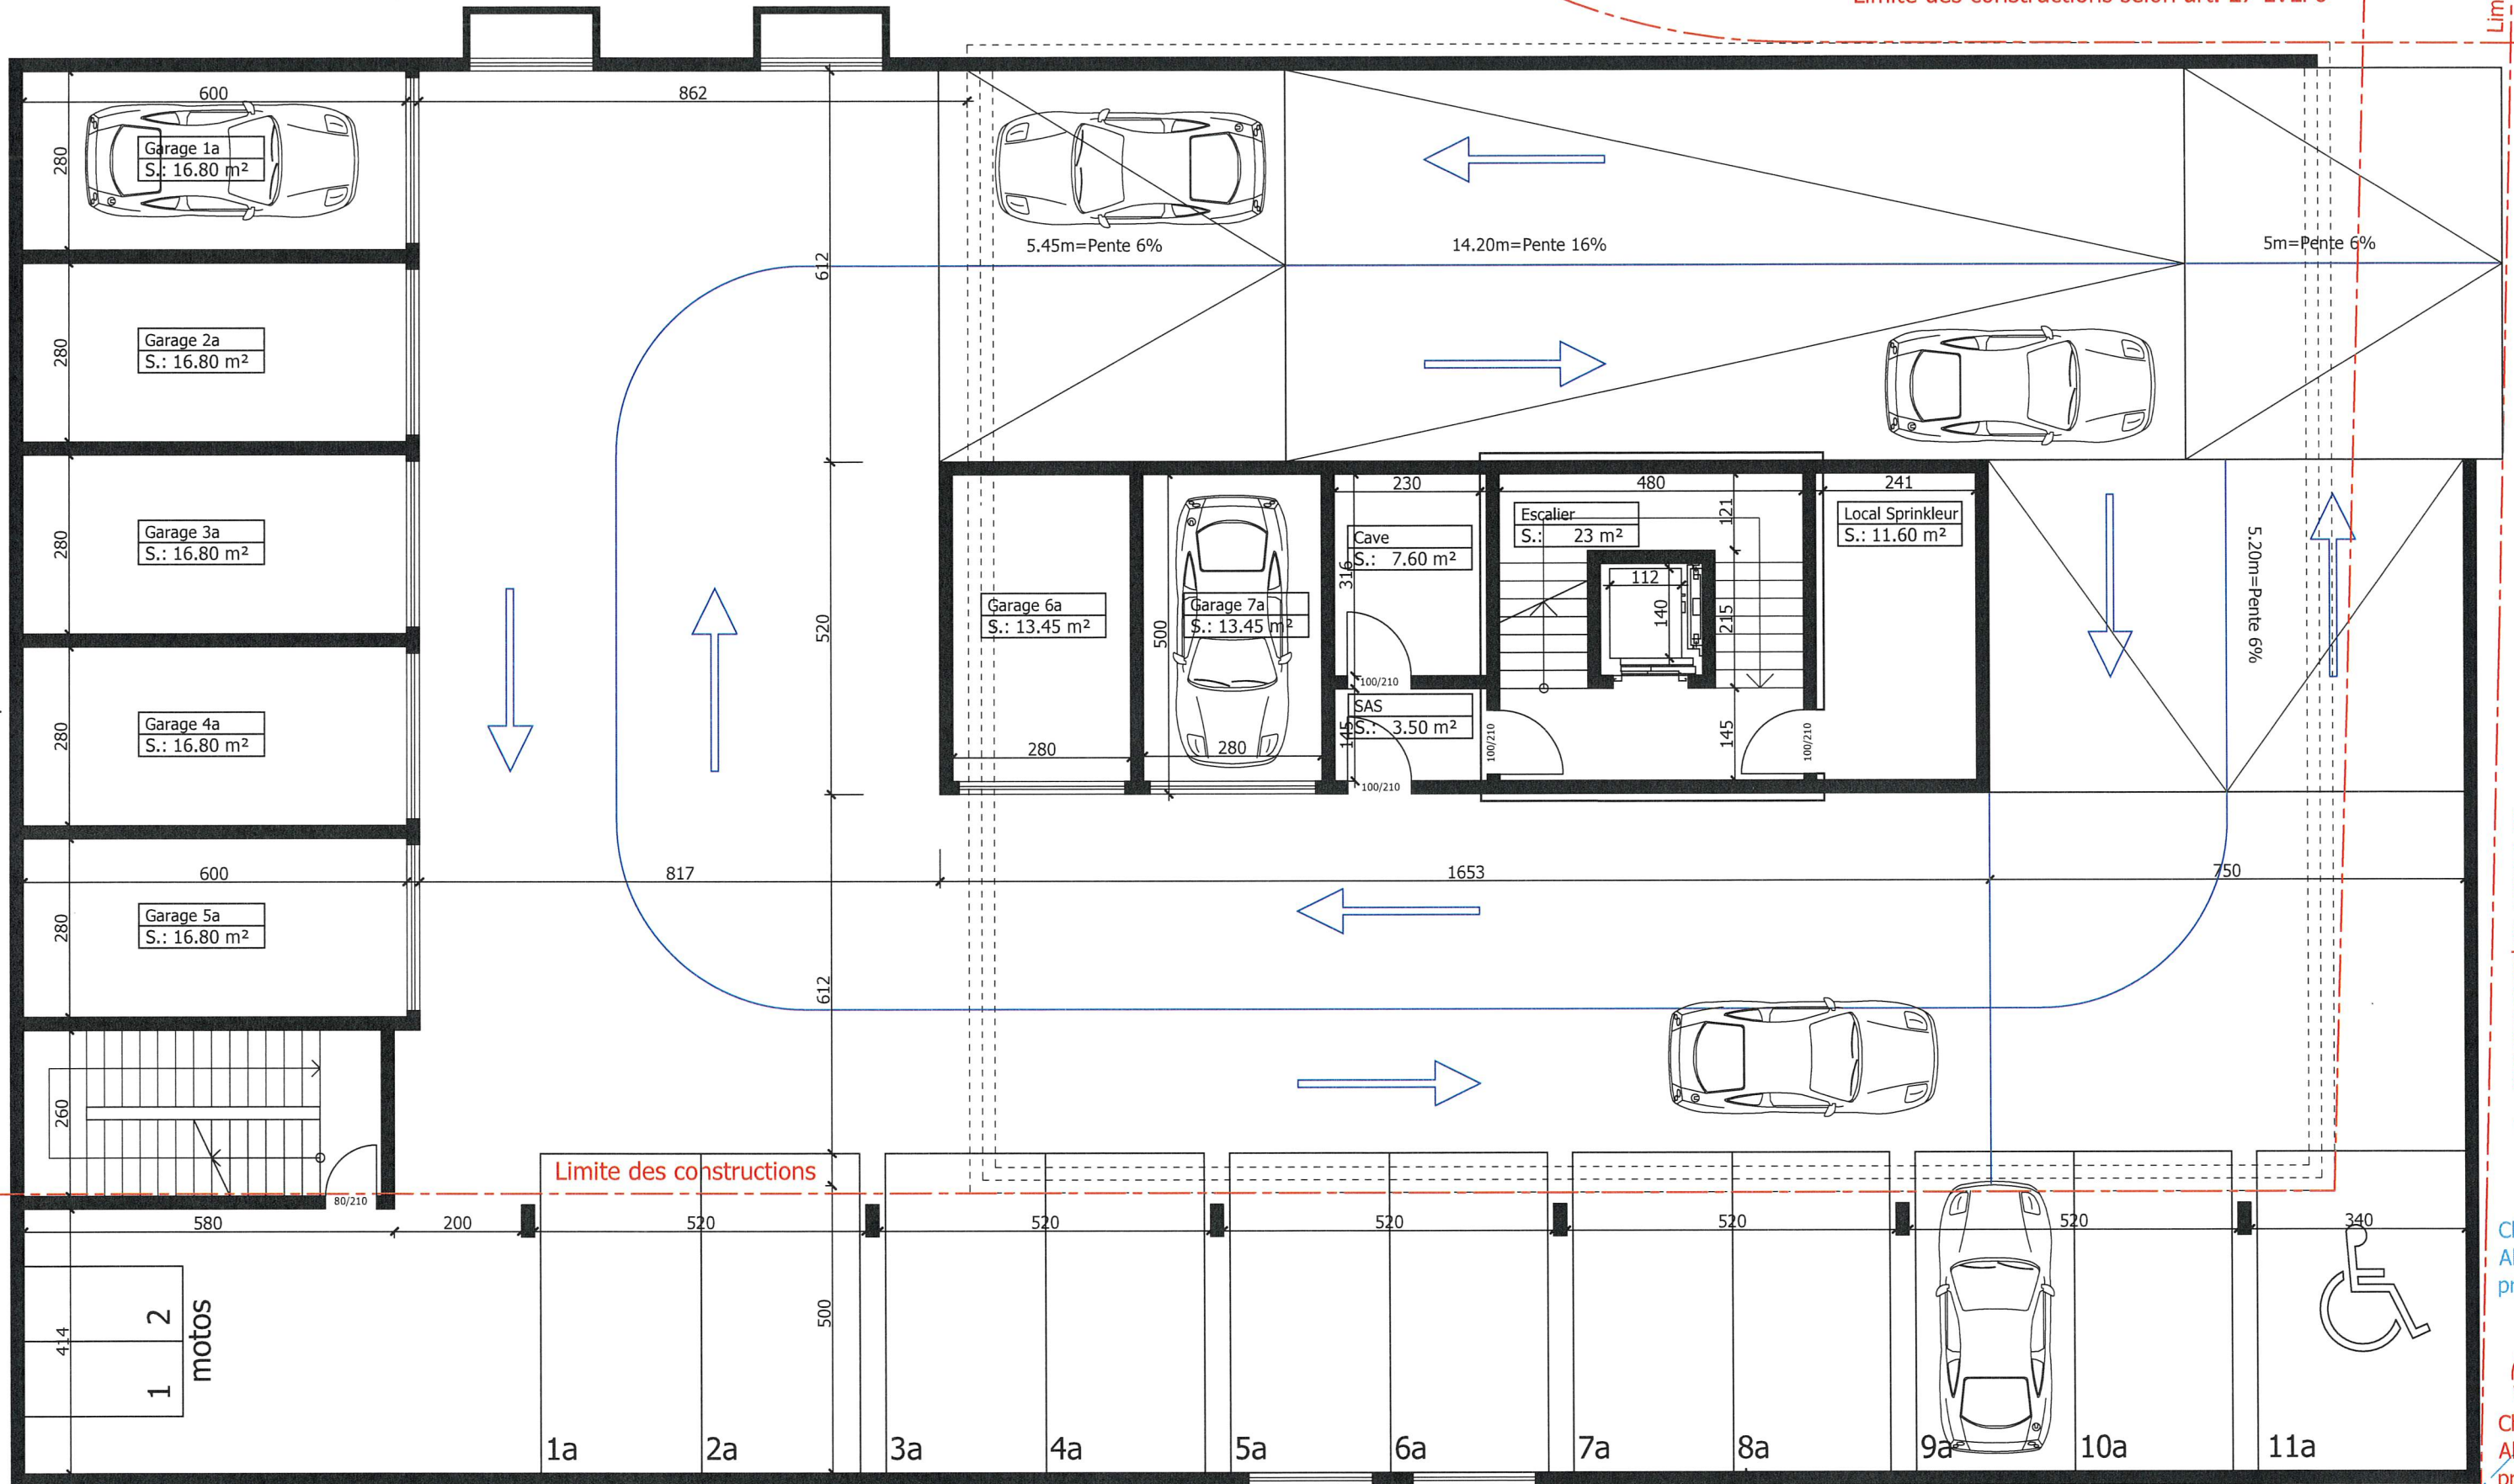 Limite des constructions selon art. 27 LVLFo
Lim
600
862
280
Garage 1a
S.: 16.80 m²
612
5.45m=Pente 6%
14.20m=Pente 16%
5m=Pente 6%
280
Garage 2a
S.: 16.80 m²
280
Garage 3a
S.: 16.80 m²
280
Garage 4a
S.: 16.80 m²
520
Garage 6a
S.: 13.45 m²
280
500
Garage 7a
S.: 13.45 m²
280
230
316
Cave
S.: 7.60 m²
100/210
SAS
S.: 3.50 m²
145
100/210
480
Escalier
S.: 23 m²
121
112
140
215
145
100/210
100/210
241
Local Sprinkleur
S.: 11.60 m²
5.20m=Pente 6%
600
817
1653
750
280
Garage 5a
S.: 16.80 m²
612
260
80/210
Limite des constructions
580
200
520
520
520
520
520
340
414
1 2
motos
500
1a
2a
3a
4a
5a
6a
7a
8a
9a
10a
11a